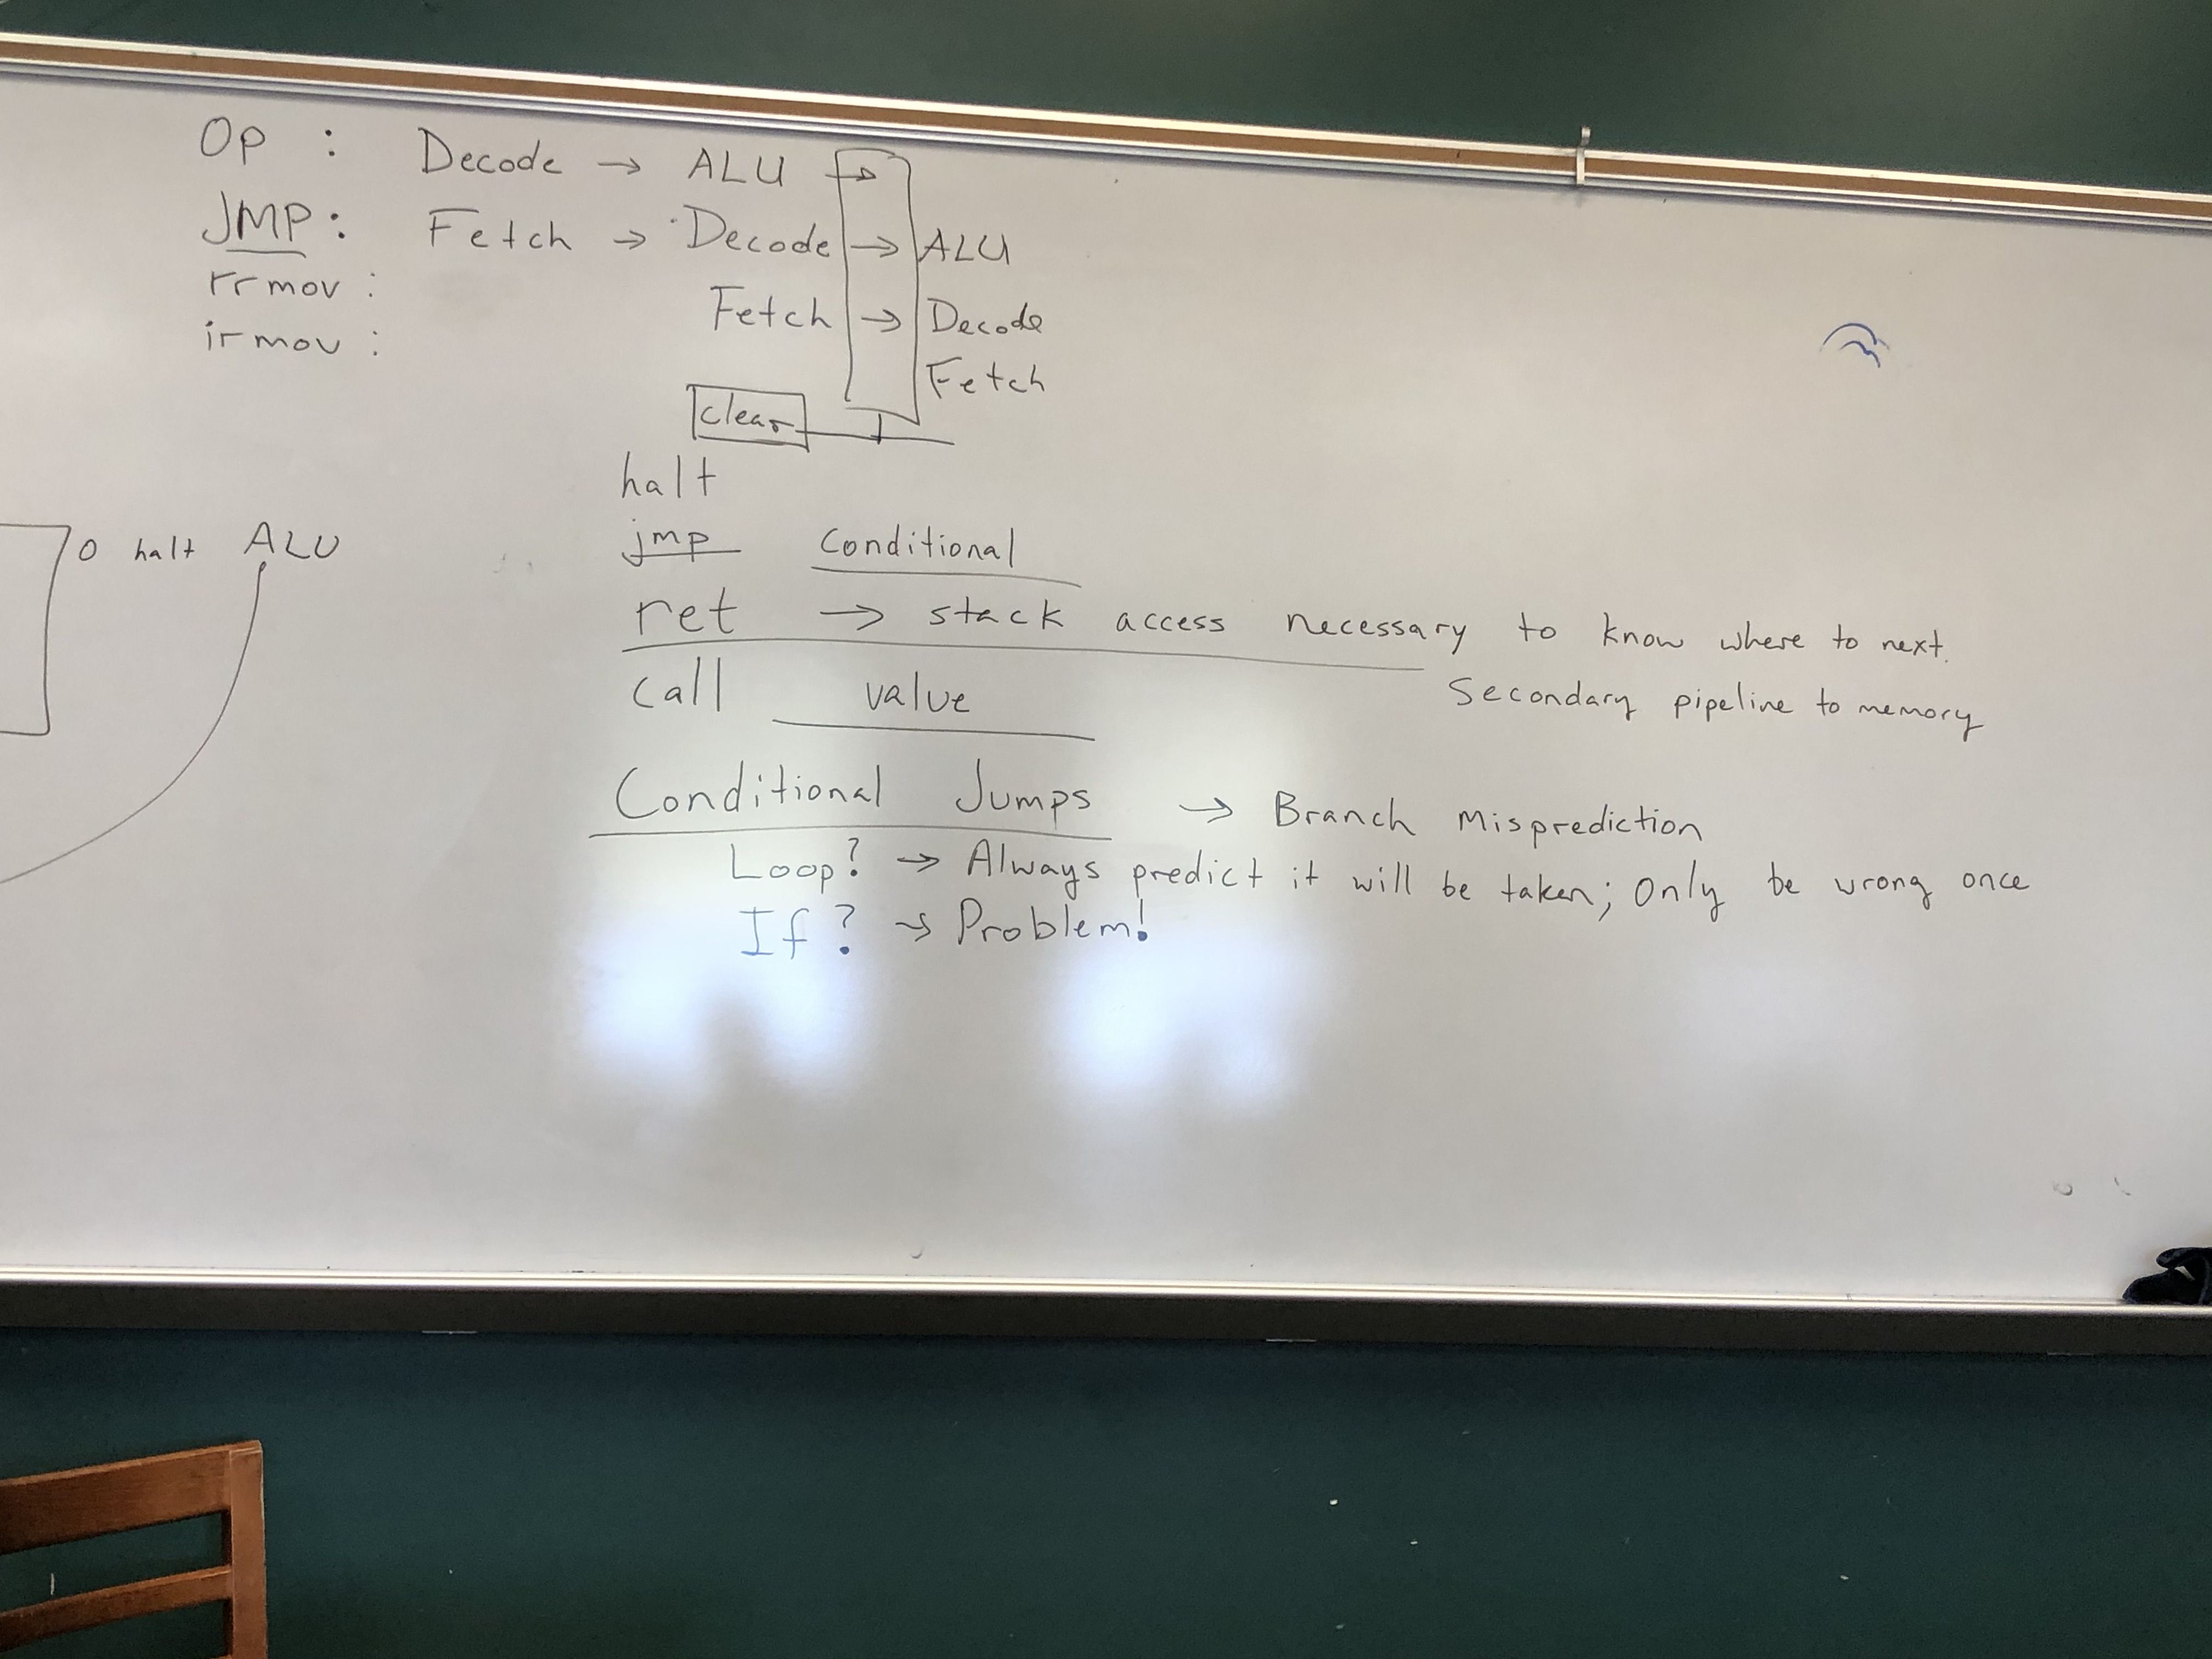 Op : Decode → ALU →
JMP: Fetch → Decode → ALU
rrmov : Fetch → Decode
irmov : Fetch
clear
halt
0 halt ALU
jmp conditional
ret → stack access necessary to know where to next.
call value
Secondary pipeline to memory
Conditional Jumps → Branch Misprediction
Loop? → Always predict it will be taken; Only be wrong once
If? → Problem!